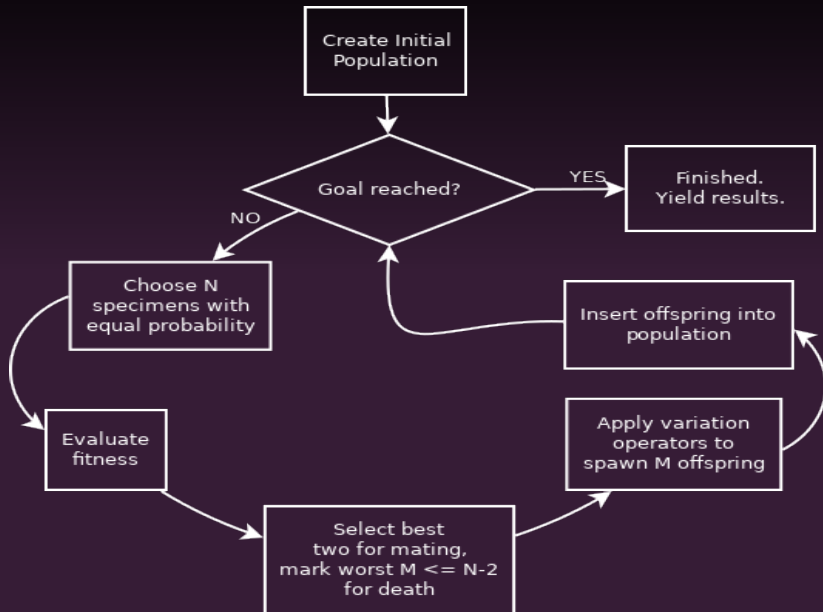 Create Initial
Population
Goal reached?
YES
Finished.
Yield results.
NO
Choose N
specimens with
equal probability
Insert offspring into
population
Evaluate
fitness
Apply variation
operators to
spawn M offspring
Select best
two for mating,
mark worst M <= N-2
for death